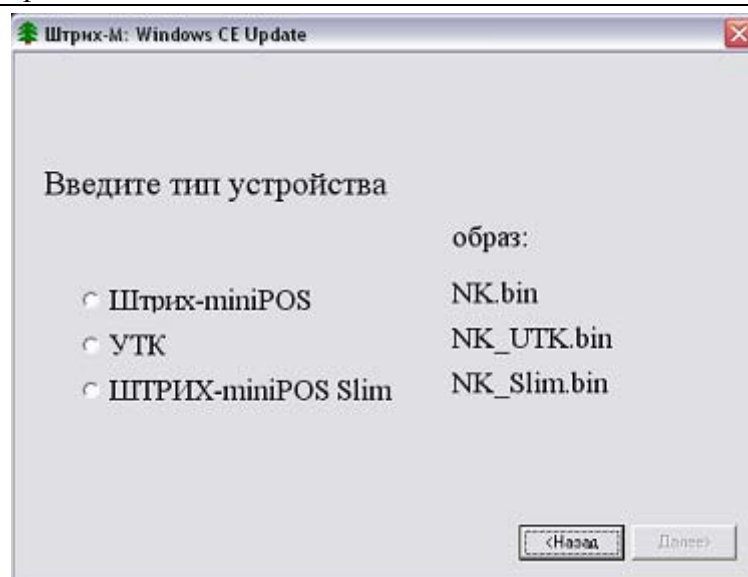 Штрих-М: Windows CE Update
Введите тип устройства
образ:
Штрих-miniPOS NK.bin
УТК NK_UTK.bin
ШТРИХ-miniPOS Slim NK_Slim.bin
<Назад Далее>